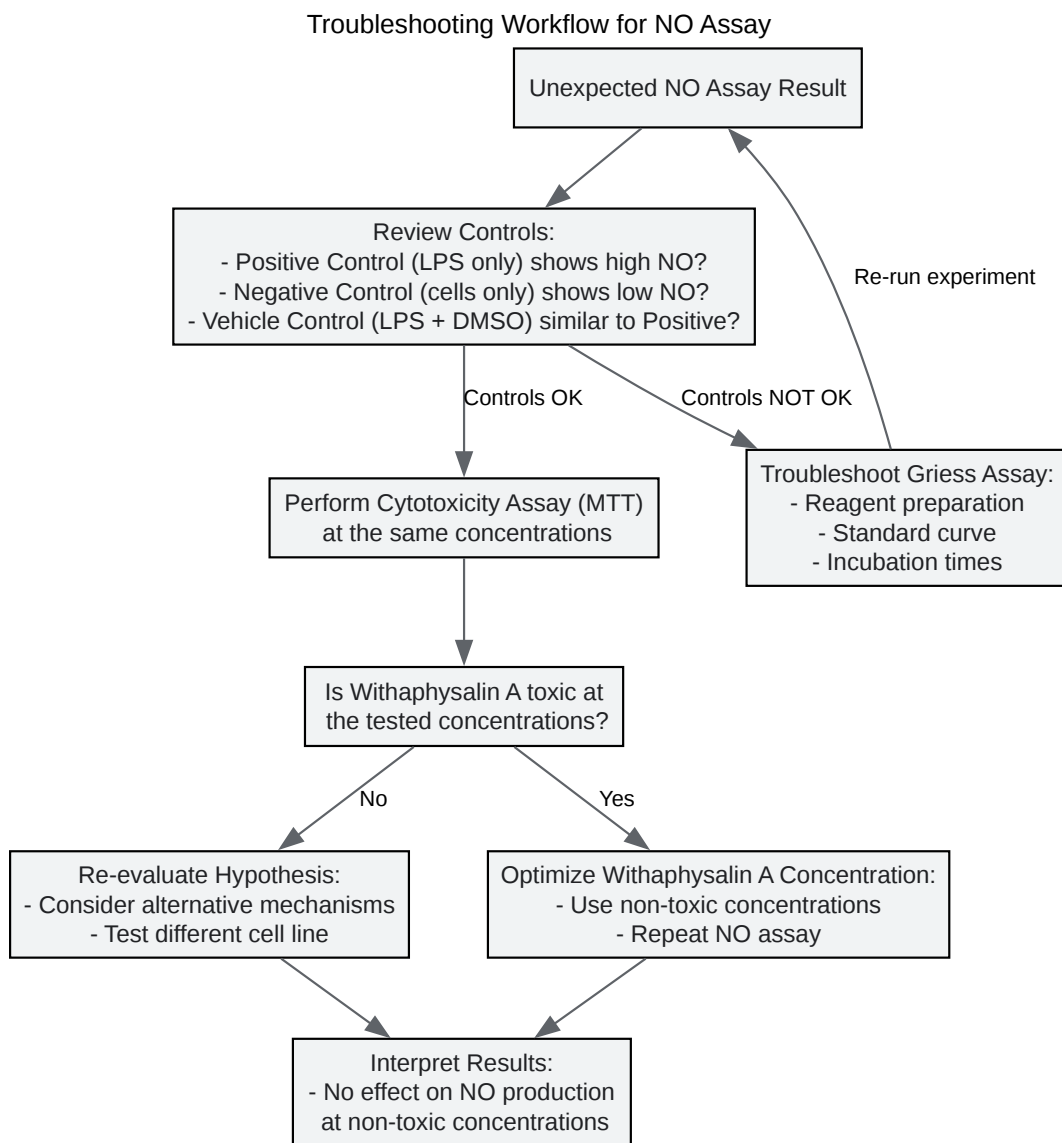 Troubleshooting Workflow for NO Assay
Unexpected NO Assay Result
Review Controls:
- Positive Control (LPS only) shows high NO?
- Negative Control (cells only) shows low NO?
- Vehicle Control (LPS + DMSO) similar to Positive?
Re-run experiment
Controls OK
Controls NOT OK
Troubleshoot Griess Assay:
- Reagent preparation
- Standard curve
- Incubation times
Perform Cytotoxicity Assay (MTT)
at the same concentrations
Is Withaphysalin A toxic at
the tested concentrations?
No
Yes
Re-evaluate Hypothesis:
- Consider alternative mechanisms
- Test different cell line
Optimize Withaphysalin A Concentration:
- Use non-toxic concentrations
- Repeat NO assay
Interpret Results:
- No effect on NO production
at non-toxic concentrations